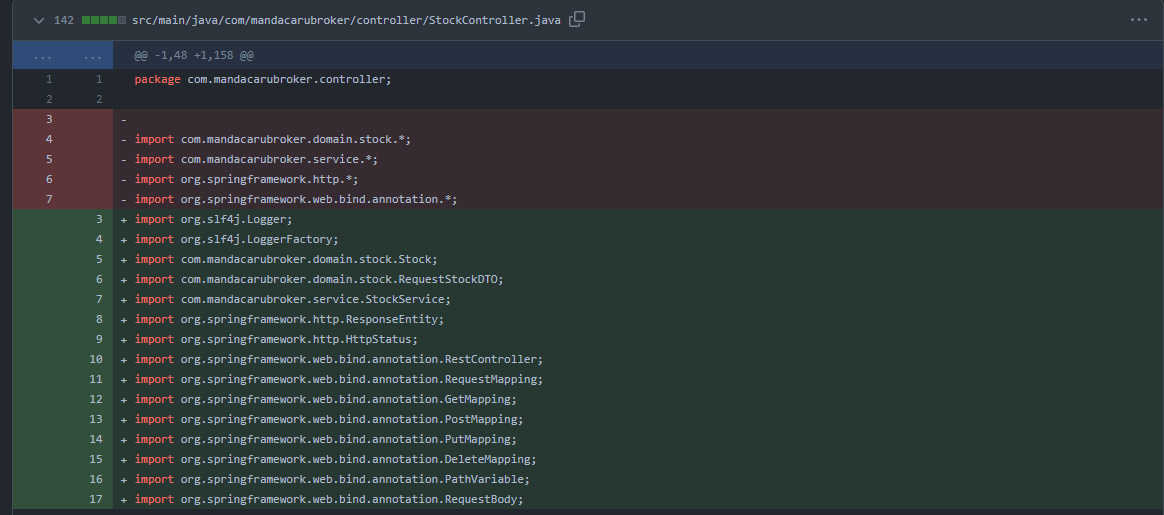 142 src/main/java/com/mandacarubroker/controller/StockController.java ...
... ... @@ -1,48 +1,158 @@
1 1 package com.mandacarubroker.controller;
2 2
3 -
4 - import com.mandacarubroker.domain.stock.*;
5 - import com.mandacarubroker.service.*;
6 - import org.springframework.http.*;
7 - import org.springframework.web.bind.annotation.*;
3 + import org.slf4j.Logger;
4 + import org.slf4j.LoggerFactory;
5 + import com.mandacarubroker.domain.stock.Stock;
6 + import com.mandacarubroker.domain.stock.RequestStockDTO;
7 + import com.mandacarubroker.service.StockService;
8 + import org.springframework.http.ResponseEntity;
9 + import org.springframework.http.HttpStatus;
10 + import org.springframework.web.bind.annotation.RestController;
11 + import org.springframework.web.bind.annotation.RequestMapping;
12 + import org.springframework.web.bind.annotation.GetMapping;
13 + import org.springframework.web.bind.annotation.PostMapping;
14 + import org.springframework.web.bind.annotation.PutMapping;
15 + import org.springframework.web.bind.annotation.DeleteMapping;
16 + import org.springframework.web.bind.annotation.PathVariable;
17 + import org.springframework.web.bind.annotation.RequestBody;